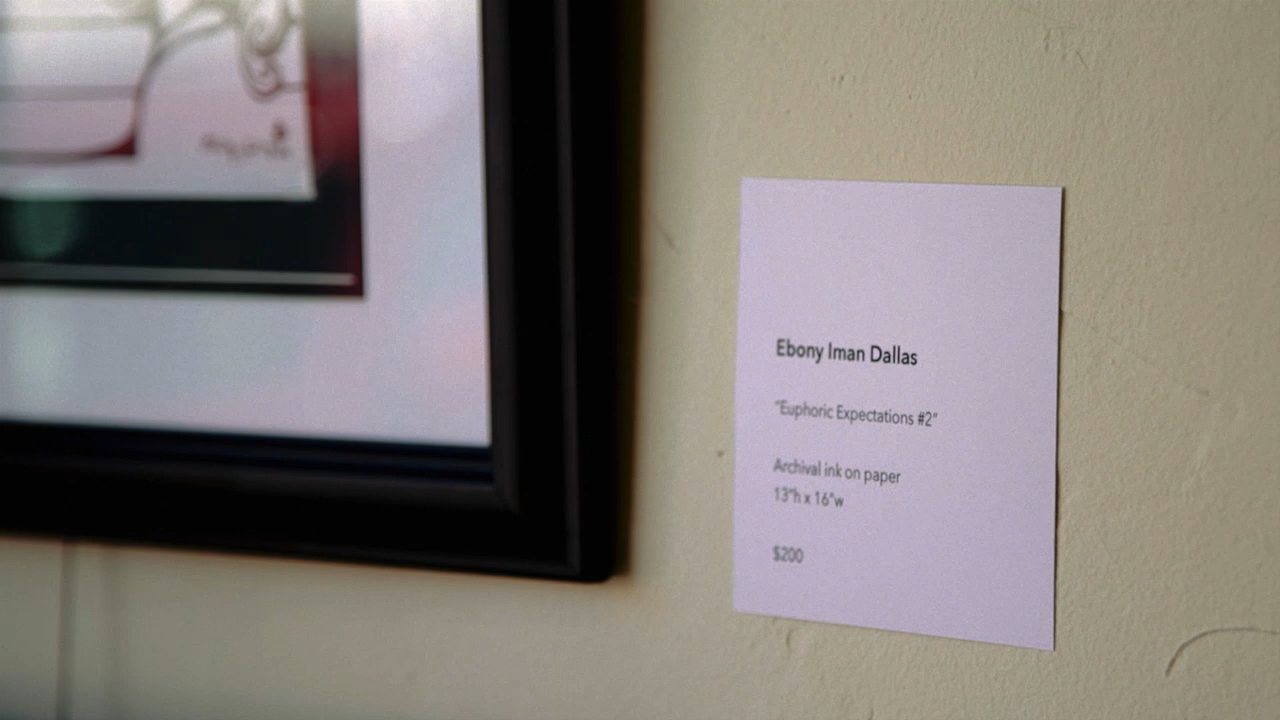 Ebony Iman Dallas
"Euphoric Expectations #2"
Archival ink on paper
13"h x 16"w
$200